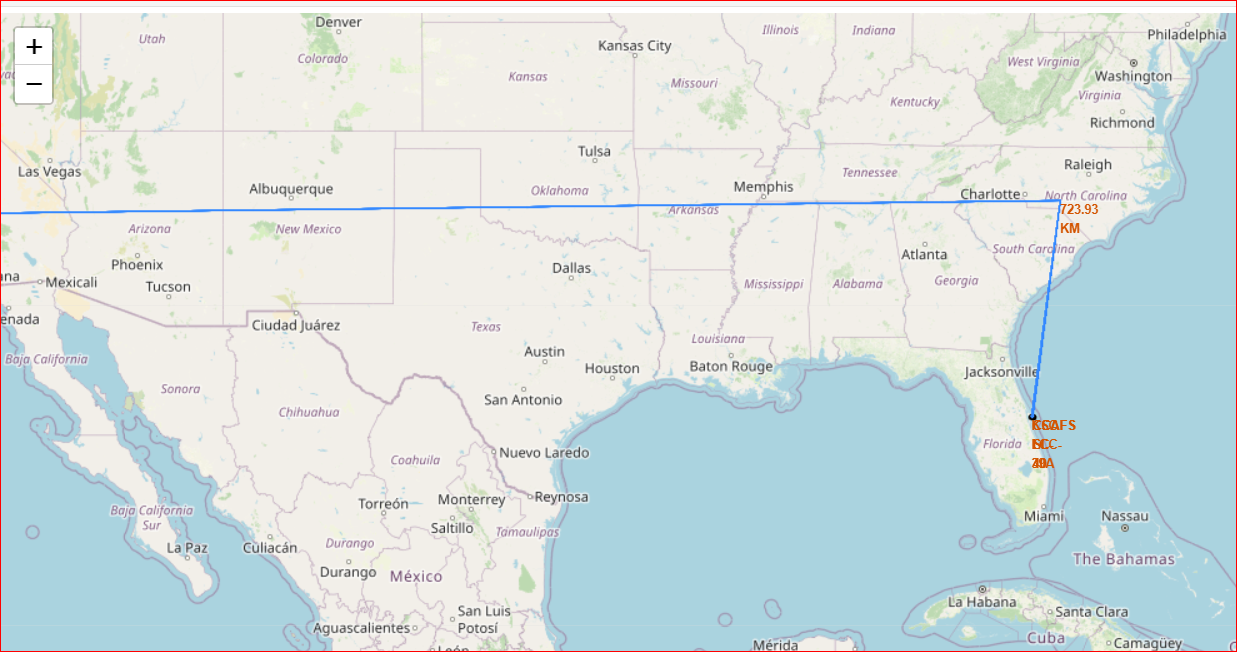 +
−
Denver
Kansas City
Illinois
Indiana
Philadelphia
Utah
Colorado
Kansas
Missouri
West Virginia
Washington
Kentucky
Virginia
Richmond
Las Vegas
Tulsa
Raleigh
Albuquerque
Oklahoma
Memphis
Tennessee
Charlotte
North Carolina
Arkansas
723.93
KM
Arizona
New Mexico
South Carolina
Phoenix
Dallas
Atlanta
Mexicali
Tucson
Mississippi
Alabama
Georgia
enada
Ciudad Juárez
Texas
Louisiana
Baja California
Austin
Houston
Baton Rouge
Jacksonville
Sonora
San Antonio
Chihuahua
Florida
Coahuila
Nuevo Laredo
Torreón
Monterrey
Reynosa
Baja California
Sur
Saltillo
Tamaulipas
Miami
Nassau
La Paz
Culiacán
Durango
Durango
México
The Bahamas
La Habana
Santa Clara
San Luis
Potosí
Aguascalientes
León
Mérida
Cuba
Camagüey